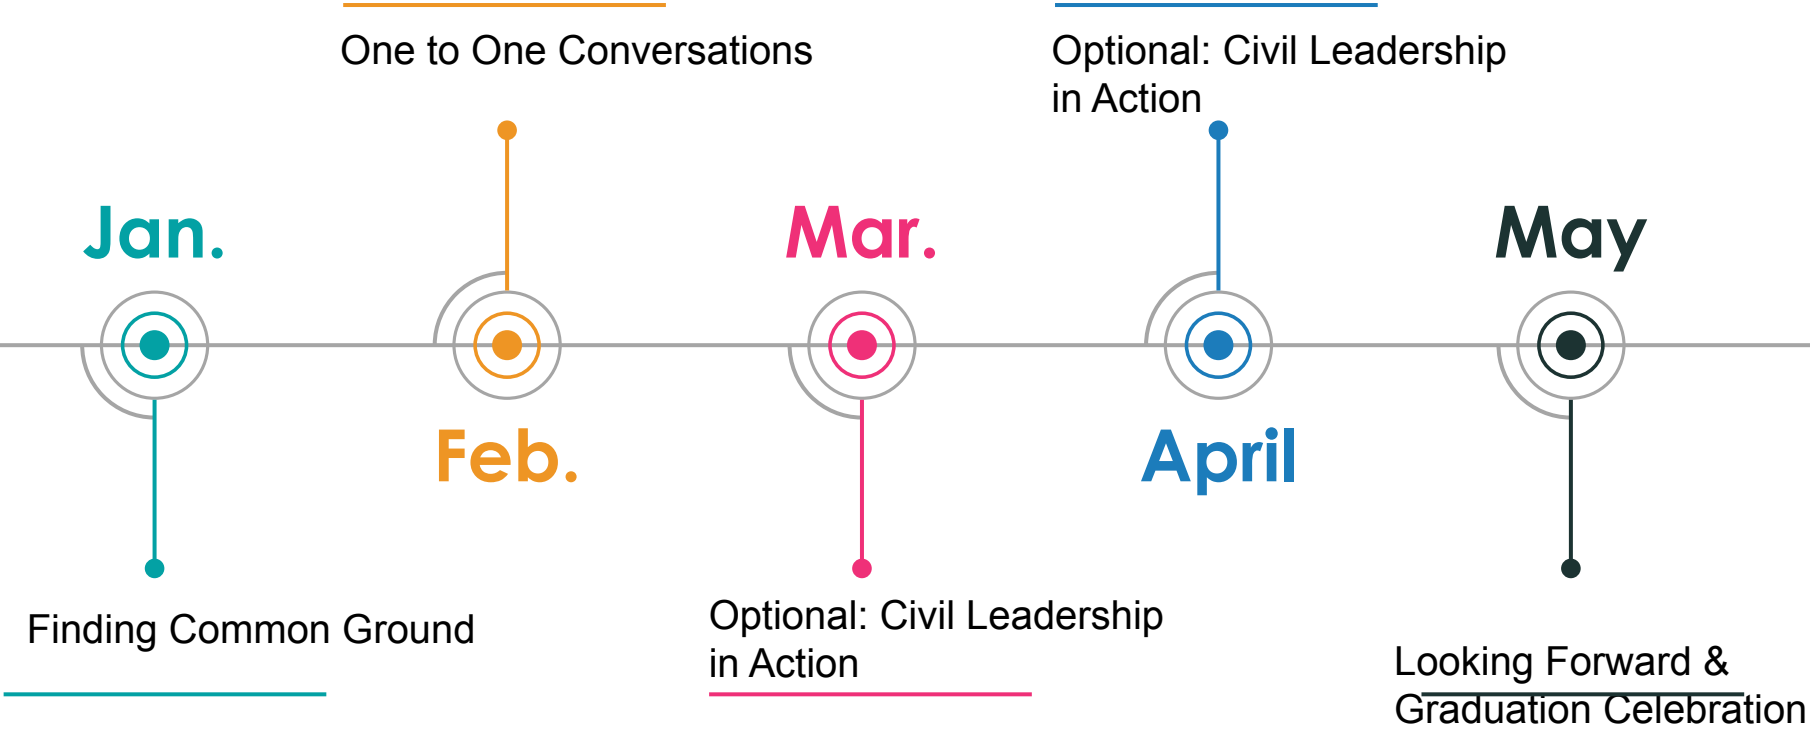 One to One Conversations
Optional: Civil Leadership
in Action
Jan.
Mar.
May
Feb.
April
Finding Common Ground
Optional: Civil Leadership
in Action
Looking Forward &
Graduation Celebration